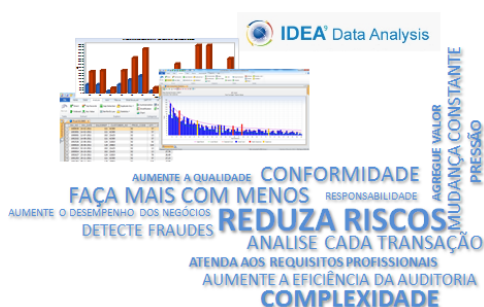 IDEA® Data Analysis
AUMENTE A QUALIDADE
CONFORMIDADE
FAÇA MAIS COM MENOS
RESPONSABILIDADE
AUMENTE O DESEMPENHO DOS NEGÓCIOS
REDUZA RISCOS
DETECTE FRAUDES
ANALISE CADA TRANSAÇÃO
ATENDA AOS REQUISITOS PROFISSIONAIS
AUMENTE A EFICIÊNCIA DA AUDITORIA
COMPLEXIDADE
AGREGUE VALOR
MUDANÇA CONSTANTE
PRESSÃO